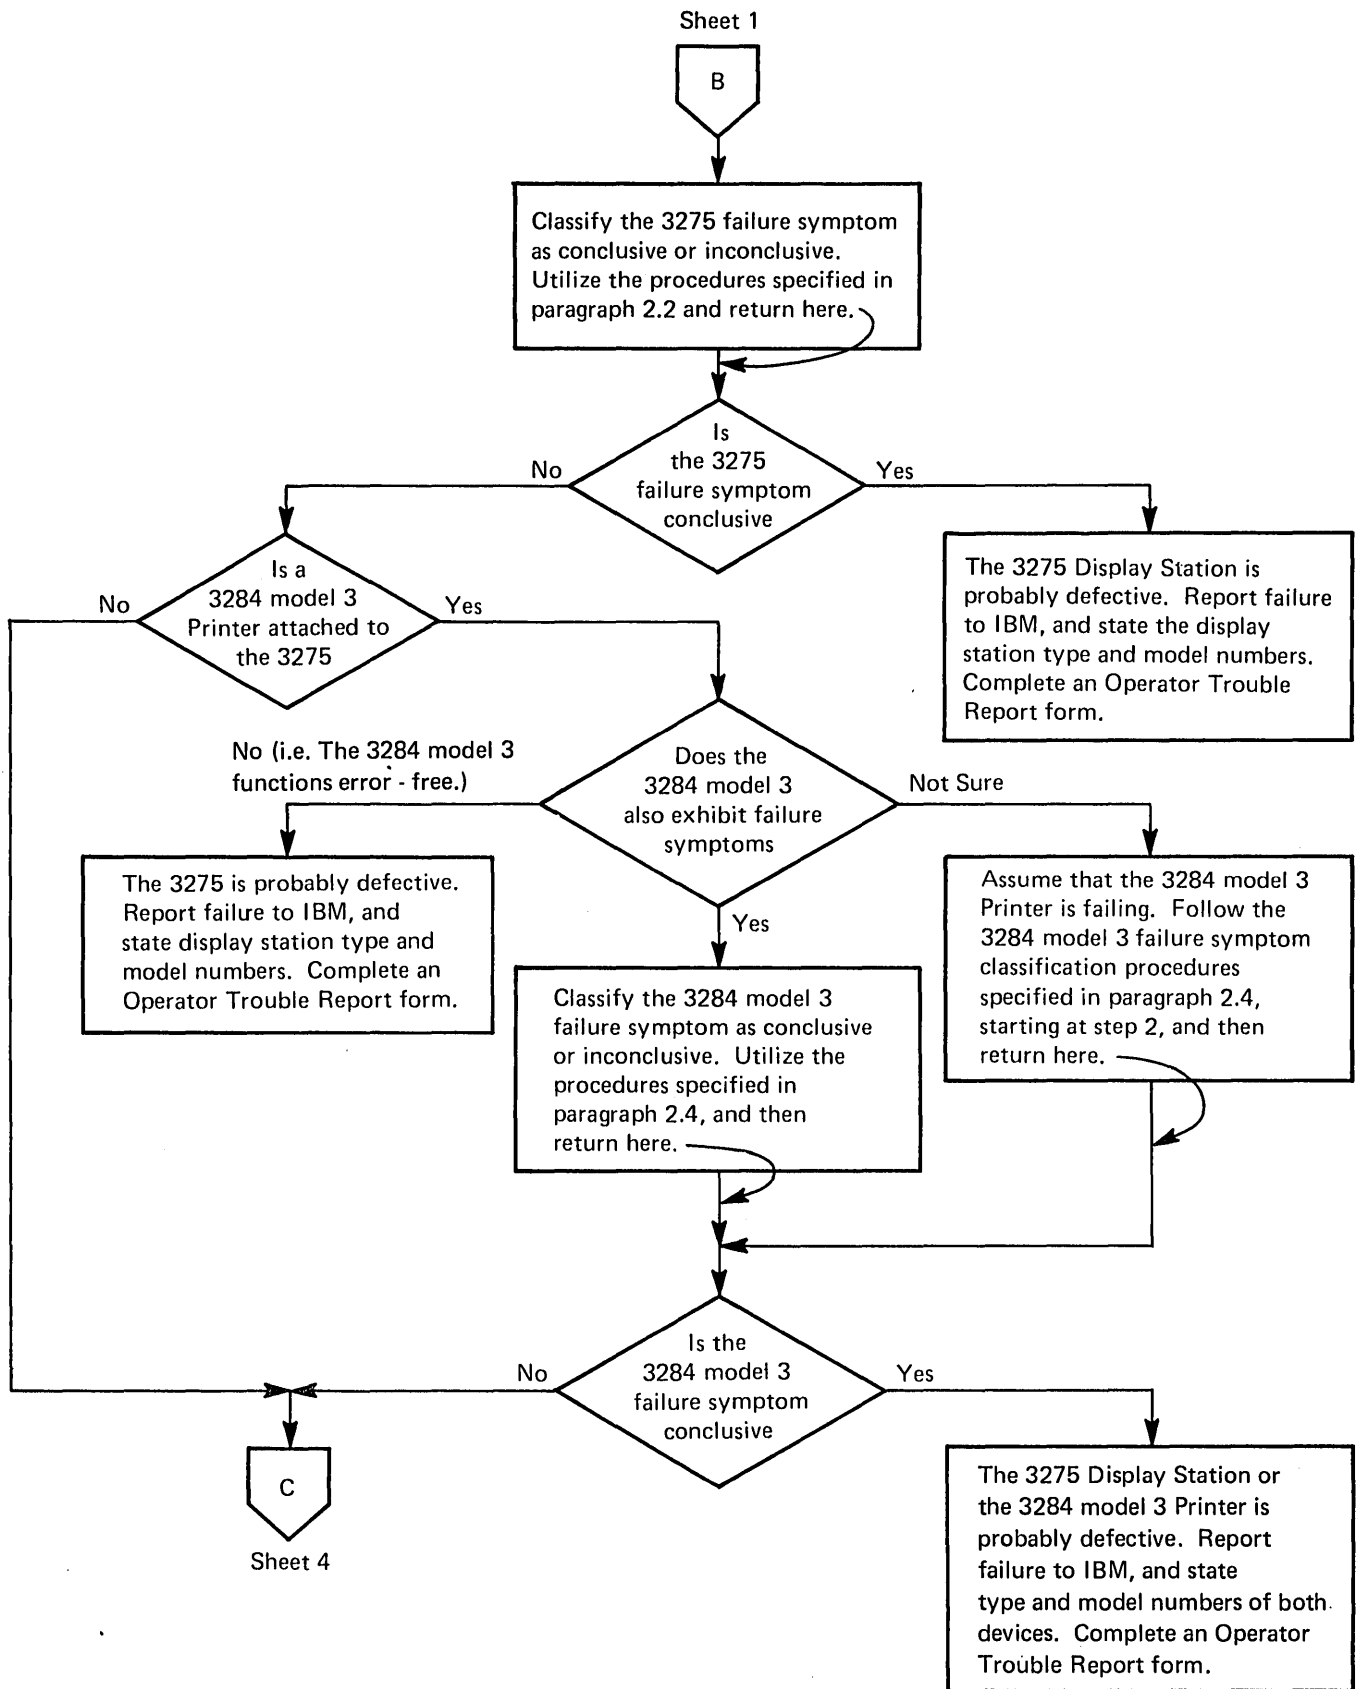 Sheet 1
B
Classify the 3275 failure symptom
as conclusive or inconclusive.
Utilize the procedures specified in
paragraph 2.2 and return here.
Is
the 3275
failure symptom
conclusive
No
Yes
Is a
3284 model 3
Printer attached to
the 3275
No
Yes
The 3275 Display Station is
probably defective. Report failure
to IBM, and state the display
station type and model numbers.
Complete an Operator Trouble
Report form.
No (i.e. The 3284 model 3
functions error - free.)
Does the
3284 model 3
also exhibit failure
symptoms
Not Sure
Yes
The 3275 is probably defective.
Report failure to IBM, and
state display station type and
model numbers. Complete an
Operator Trouble Report form.
Classify the 3284 model 3
failure symptom as conclusive
or inconclusive. Utilize the
procedures specified in
paragraph 2.4, and then
return here.
Assume that the 3284 model 3
Printer is failing. Follow the
3284 model 3 failure symptom
classification procedures
specified in paragraph 2.4,
starting at step 2, and then
return here.
Is the
3284 model 3
failure symptom
conclusive
No
Yes
C
Sheet 4
The 3275 Display Station or
the 3284 model 3 Printer is
probably defective. Report
failure to IBM, and state
type and model numbers of both
devices. Complete an Operator
Trouble Report form.